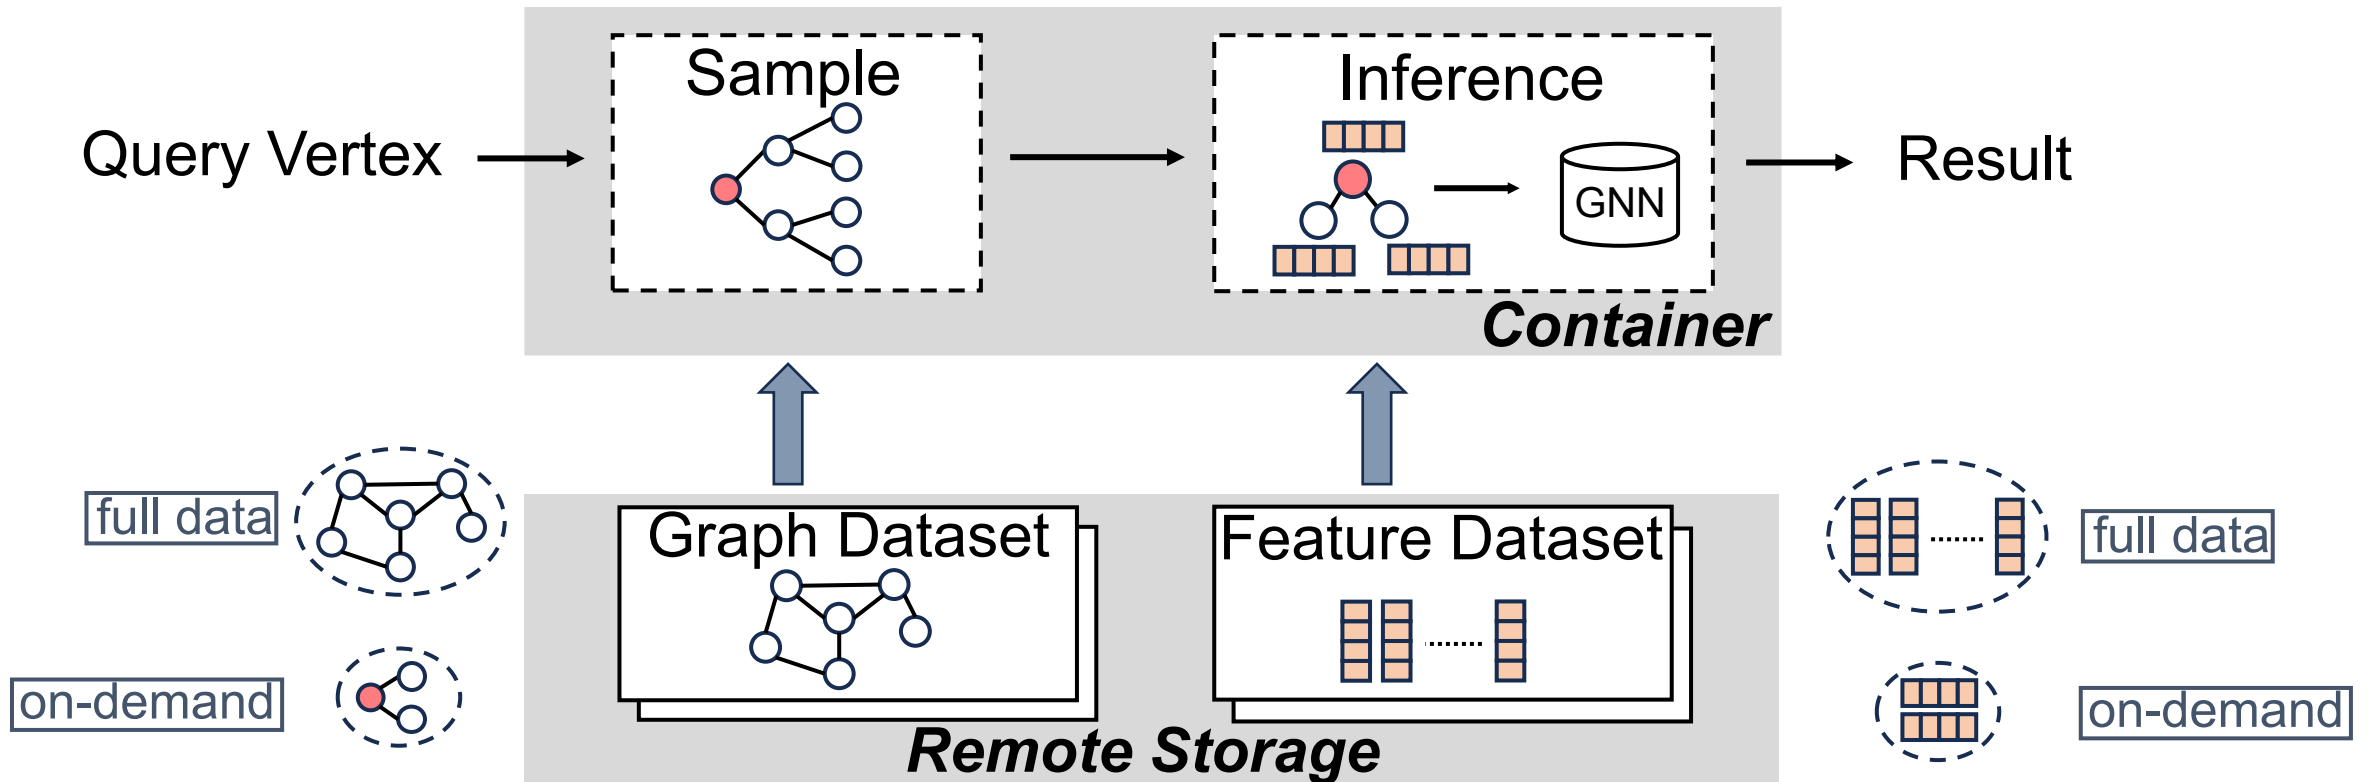 Sample
Inference
Query Vertex
GNN
Result
Container
full data
Graph Dataset
Feature Dataset
full data
on-demand
on-demand
Remote Storage